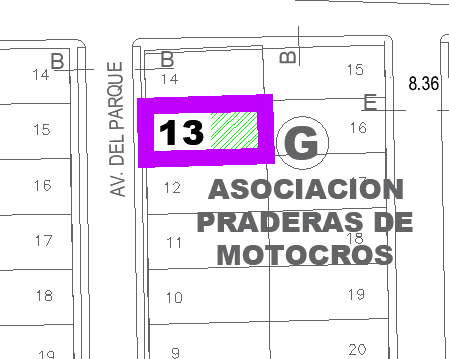 B
B
B
14
14
15
8.36
E
AV. DEL PARQUE
13
G
15
16
16
12
17
ASOCIACION
PRADERAS DE
MOTOCROS
17
11
18
18
10
19
19
9
20